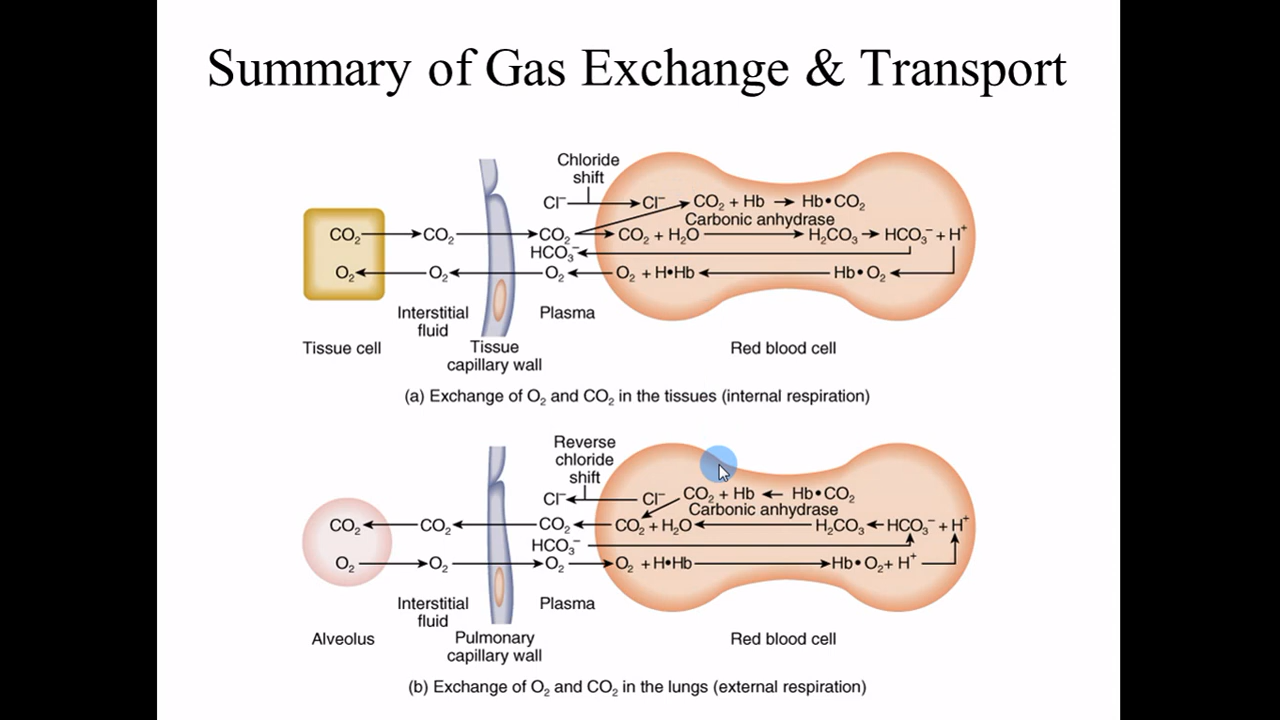 Summary of Gas Exchange & Transport
Chloride
shift
Cl⁻ Cl⁻ CO₂ + Hb → Hb•CO₂
Carbonic anhydrase
CO₂ CO₂ CO₂ CO₂ + H₂O H₂CO₃ → HCO₃⁻ + H⁺
HCO₃⁻
O₂ O₂ O₂ O₂ + H•Hb Hb•O₂
Interstitial
fluid
Plasma
Tissue cell
Tissue
capillary wall
Red blood cell
(a) Exchange of O₂ and CO₂ in the tissues (internal respiration)
Reverse
chloride
shift
Cl⁻ Cl⁻ CO₂ + Hb ← Hb•CO₂
Carbonic anhydrase
CO₂ CO₂ CO₂ CO₂ + H₂O H₂CO₃ ← HCO₃⁻ + H⁺
HCO₃⁻
O₂ O₂ O₂ O₂ + H•Hb Hb•O₂ + H⁺
Interstitial
fluid
Plasma
Alveolus
Pulmonary
capillary wall
Red blood cell
(b) Exchange of O₂ and CO₂ in the lungs (external respiration)